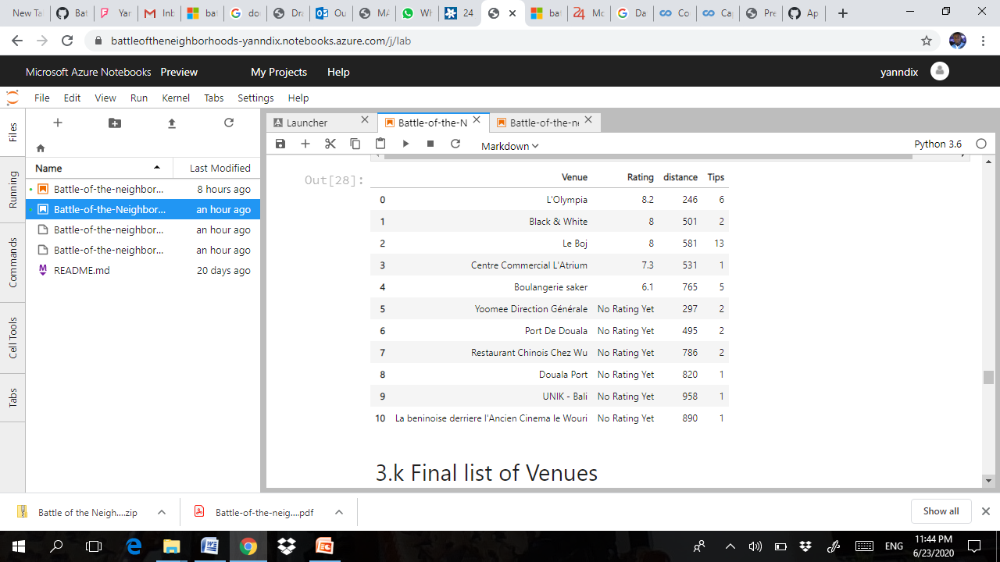 New Ta Bat Yar Inb bat do Dra Ou MA Wh 24 bat Mc Da Co Ca Pre Ap
battleoftheneighborhoods-yanndix.notebooks.azure.com/j/lab
Microsoft Azure Notebooks Preview My Projects Help yanndix
File Edit View Run Kernel Tabs Settings Help
Files
Running
Commands
Cell Tools
Tabs
Name Last Modified
Battle-of-the-neighbor... 8 hours ago
Battle-of-the-Neighbor... an hour ago
Battle-of-the-neighbor... an hour ago
Battle-of-the-neighbor... an hour ago
README.md 20 days ago
Launcher Battle-of-the-N Battle-of-the-ne
Markdown Python 3.6
Out[28]:
Venue Rating distance Tips
0 L'Olympia 8.2 246 6
1 Black & White 8 501 2
2 Le Boj 8 581 13
3 Centre Commercial L'Atrium 7.3 531 1
4 Boulangerie saker 6.1 765 5
5 Yoomee Direction Générale No Rating Yet 297 2
6 Port De Douala No Rating Yet 495 2
7 Restaurant Chinois Chez Wu No Rating Yet 786 2
8 Douala Port No Rating Yet 820 1
9 UNIK - Bali No Rating Yet 958 1
10 La beninoise derriere l'Ancien Cinema le Wouri No Rating Yet 890 1
3.k Final list of Venues
Battle of the Neigh....zip Battle-of-the-neig....pdf Show all
ENG
11:44 PM
6/23/2020